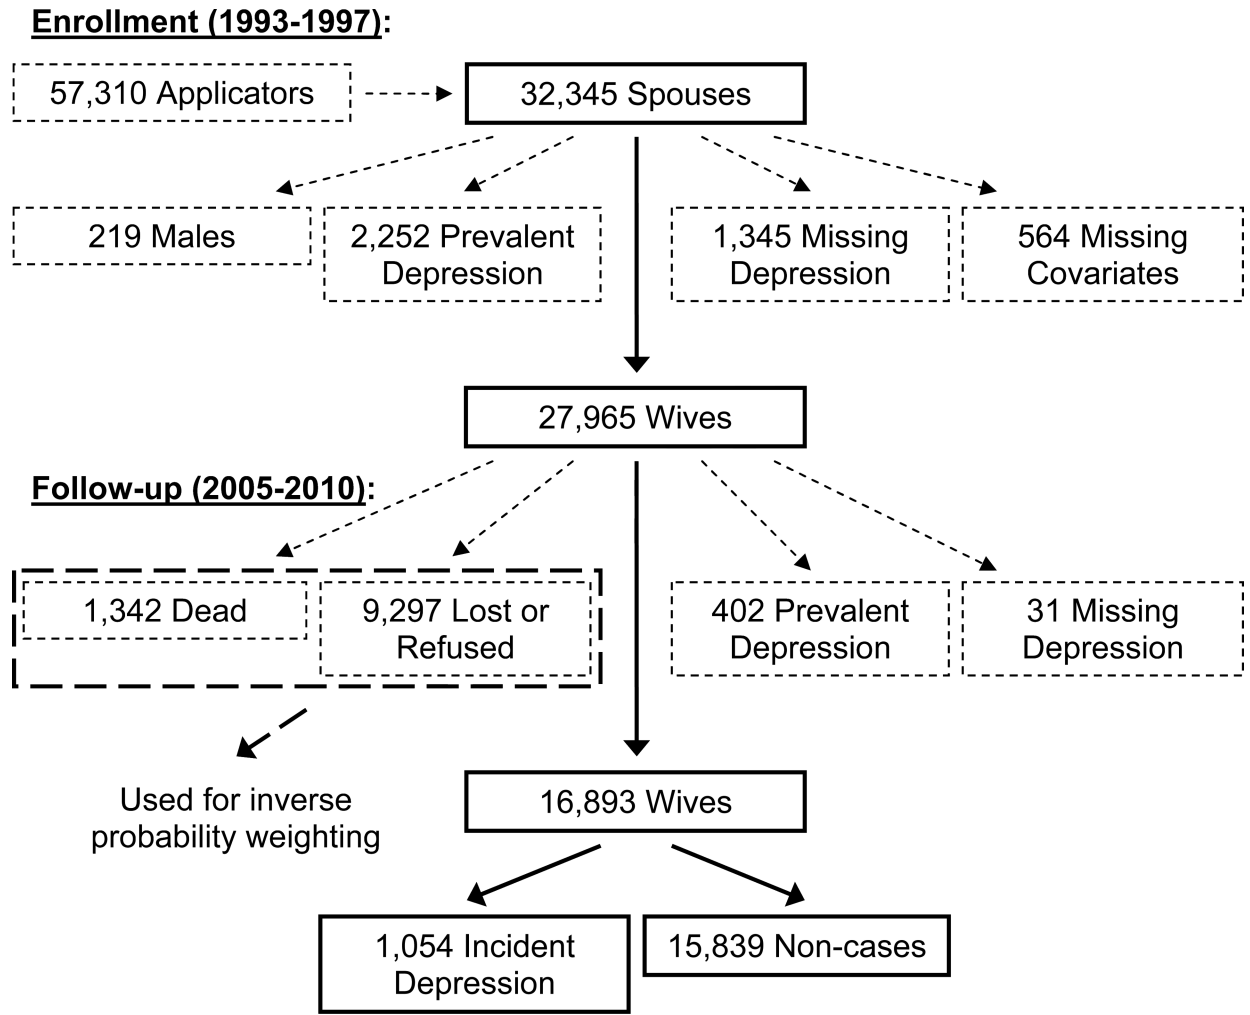 Enrollment (1993-1997):
57,310 Applicators
32,345 Spouses
219 Males
2,252 Prevalent
Depression
1,345 Missing
Depression
564 Missing
Covariates
27,965 Wives
Follow-up (2005-2010):
1,342 Dead
9,297 Lost or
Refused
402 Prevalent
Depression
31 Missing
Depression
Used for inverse
probability weighting
16,893 Wives
1,054 Incident
Depression
15,839 Non-cases